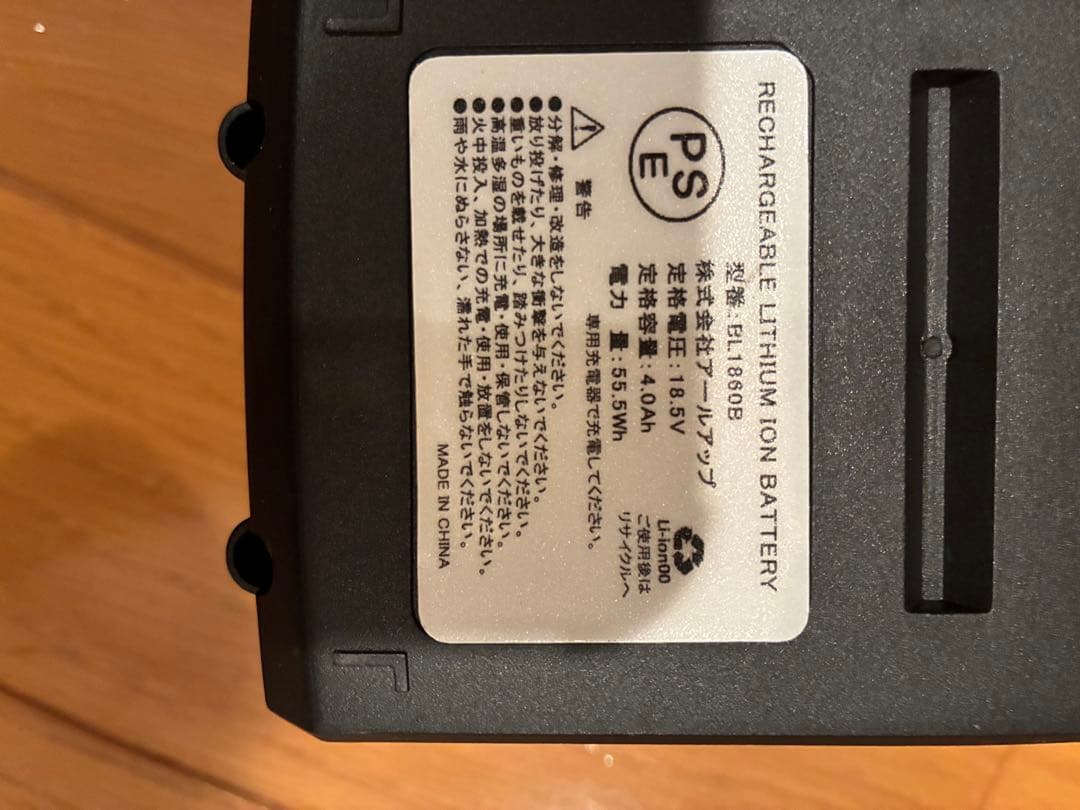 RECHARGEABLE LITHIUM ION BATTERY
型番:BL1860B
PSE
株式会社アールアップ
定格電圧:18.5V
定格容量:4.0Ah
電力 量:55.5Wh
専用充電器で充電してください。
Li-ion00
ご使用後は
リサイクルへ
警告
●分解・修理・改造をしないでください。
●放り投げたり、大きな衝撃を与えないでください。
●重いものを載せたり、踏みつけたりしないでください。
●高温多湿の場所に充電・使用・保管しないでください。
●火中投入、加熱での充電・使用・放置をしないでください。
●雨や水にぬらさない、濡れた手で触らないでください。
MADE IN CHINA